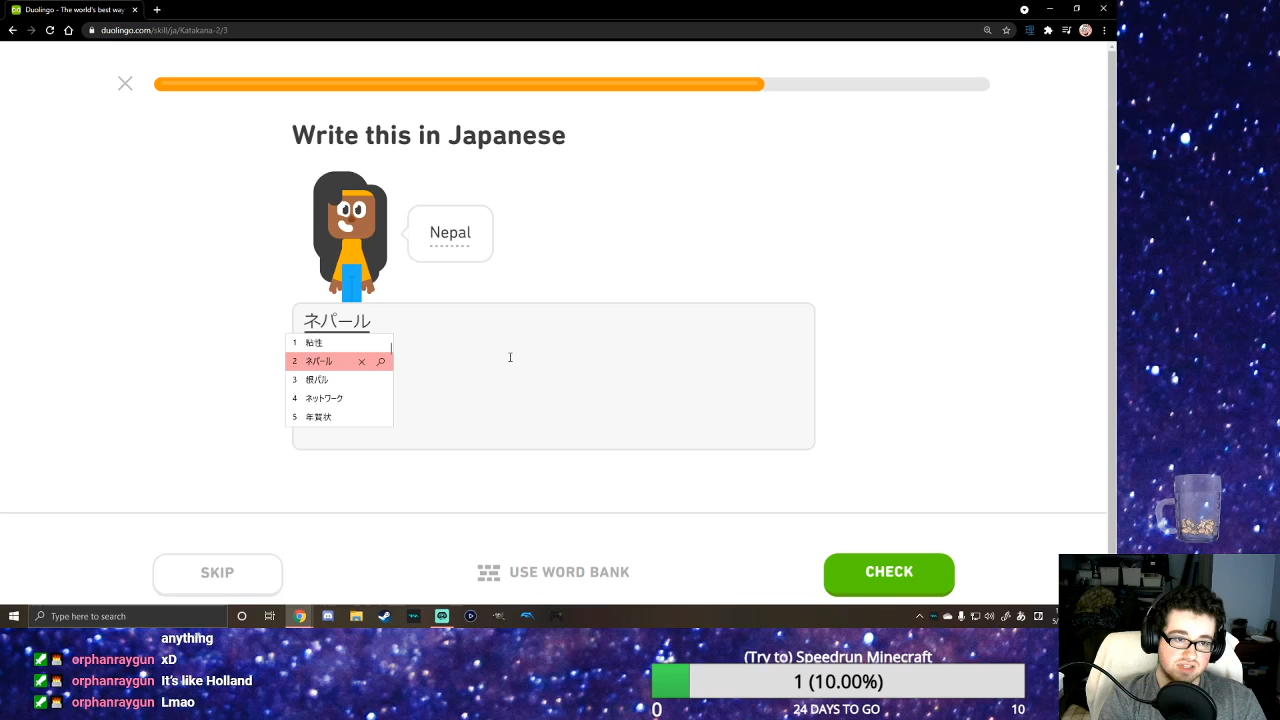 Duolingo - The world's best way
duolingo.com/skill/ja/Katakana-2/3
Write this in Japanese
Nepal
ネパール
1 粘性
2 ネパール
3 根パル
4 ネットワーク
5 年賀状
SKIP
USE WORD BANK
CHECK
Type here to search
anything
orphanraygun xD
orphanraygun It's like Holland
orphanraygun Lmao
(Try to) Speedrun Minecraft
1 (10.00%)
0
24 DAYS TO GO
10